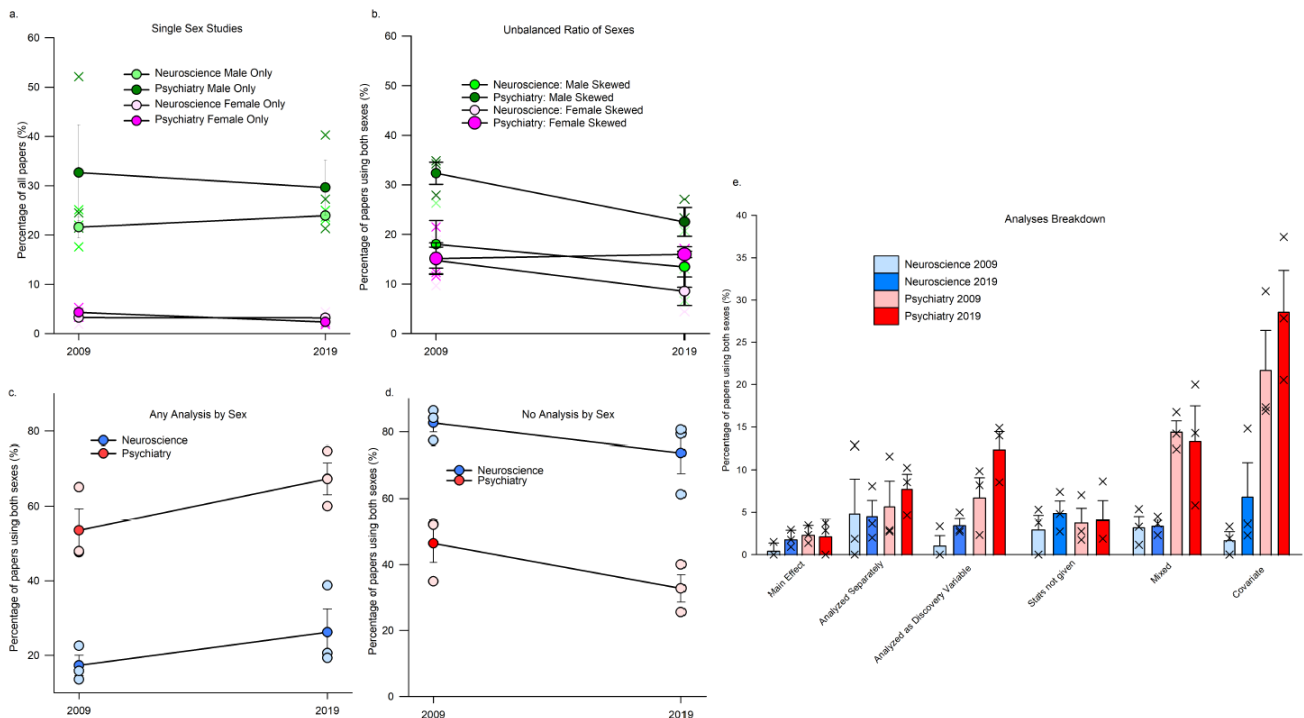 a.
Single Sex Studies
Neuroscience Male Only
Psychiatry Male Only
Neuroscience Female Only
Psychiatry Female Only
Percentage of all papers (%)
60
50
40
30
20
10
0
2009
2019
b.
Unbalanced Ratio of Sexes
Neuroscience: Male Skewed
Psychiatry: Male Skewed
Neuroscience: Female Skewed
Psychiatry: Female Skewed
Percentage of papers using both sexes (%)
60
50
40
30
20
10
0
2009
2019
c.
Any Analysis by Sex
Neuroscience
Psychiatry
Percentage of papers using both sexes (%)
80
60
40
20
2009
2019
d.
No Analysis by Sex
Neuroscience
Psychiatry
Percentage of papers using both sexes (%)
80
60
40
20
0
2009
2019
e.
Analyses Breakdown
Neuroscience 2009
Neuroscience 2019
Psychiatry 2009
Psychiatry 2019
Percentage of papers using both sexes (%)
40
35
30
25
20
15
10
5
0
Main Effect
Analyzed Separately
Analyzed as Discovery Variable
Stats not given
Mixed
Covariate